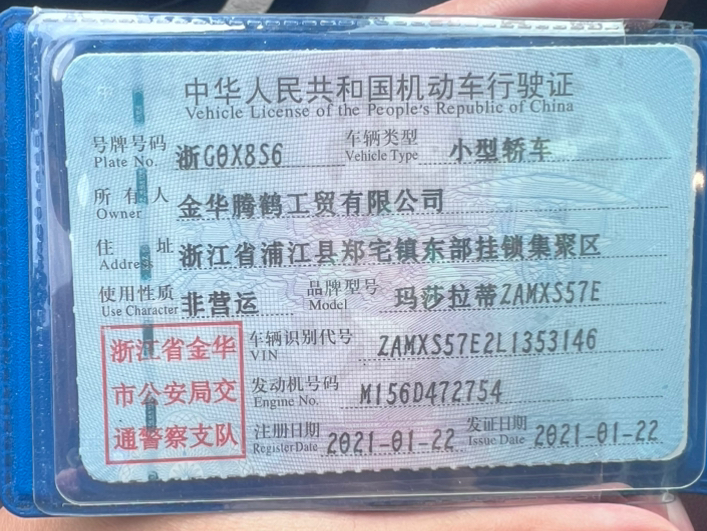 中华人民共和国机动车行驶证
Vehicle License of the People's Republic of China
号牌号码 浙G0X8S6 车辆类型 小型轿车
Plate No. Vehicle Type
所有人 金华腾鹤工贸有限公司
Owner
住址 浙江省浦江县郑宅镇东部挂锁集聚区
Address
使用性质 非营运 品牌型号 玛莎拉蒂ZAMXS57E
Use Character Model
浙江省金华
市公安局交
通警察支队
车辆识别代号 ZAMXS57E2L1353146
VIN
发动机号码 M156D472754
Engine No.
注册日期 2021-01-22 发证日期 2021-01-22
Register Date Issue Date